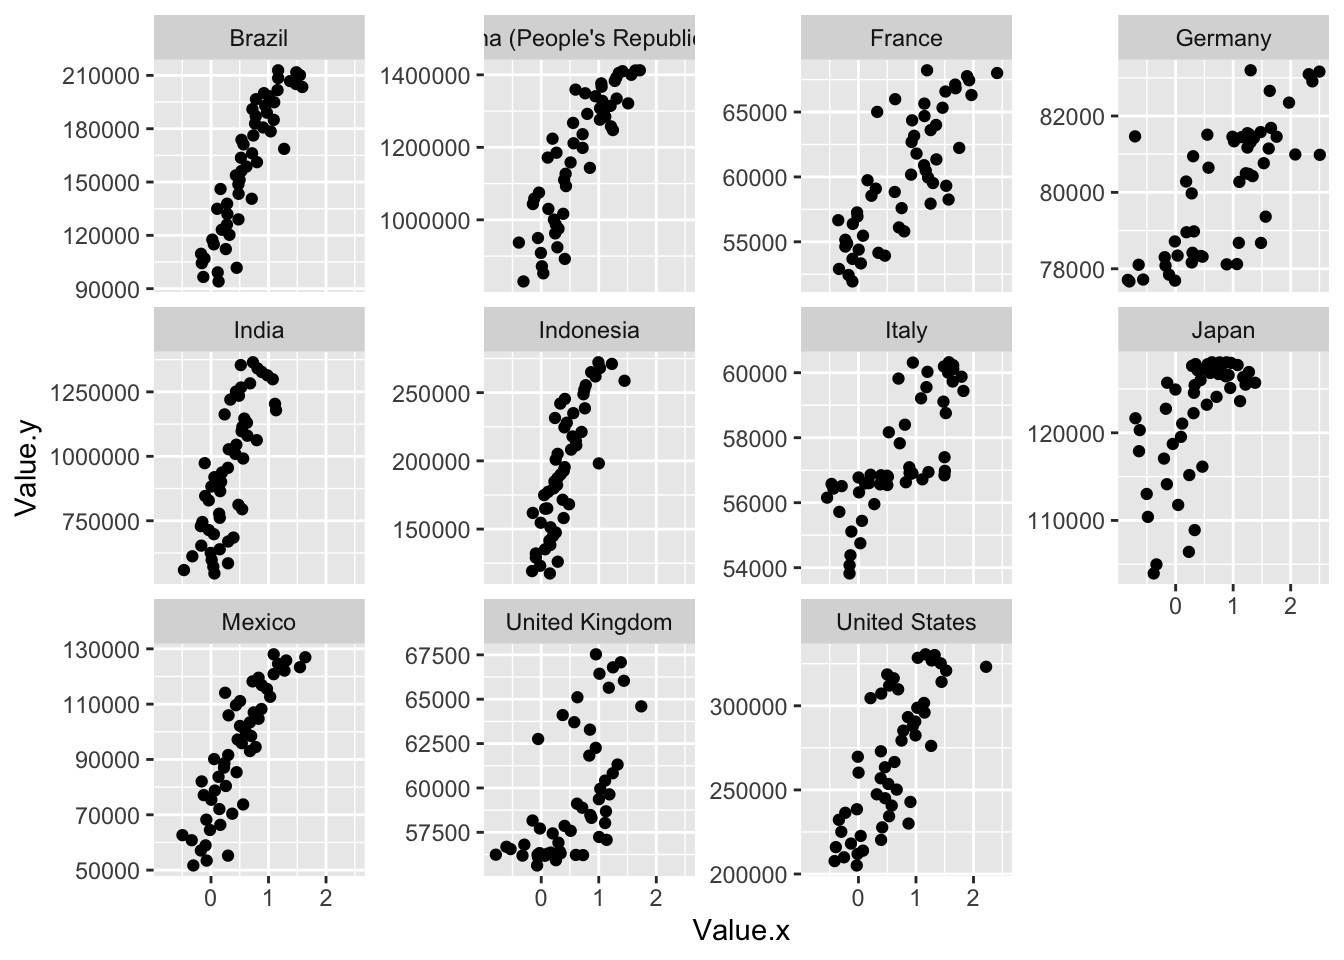 Brazil
na (People's Republic
France
Germany
210000
180000
150000
120000
90000
1400000
1200000
1000000
65000
60000
55000
82000
80000
78000
India
Indonesia
Italy
Japan
1250000
1000000
750000
250000
200000
150000
60000
58000
56000
54000
120000
110000
0 1 2
Mexico
United Kingdom
United States
130000
110000
90000
70000
50000
67500
65000
62500
60000
57500
300000
250000
200000
0 1 2
0 1 2
0 1 2
Value.x
Value.y